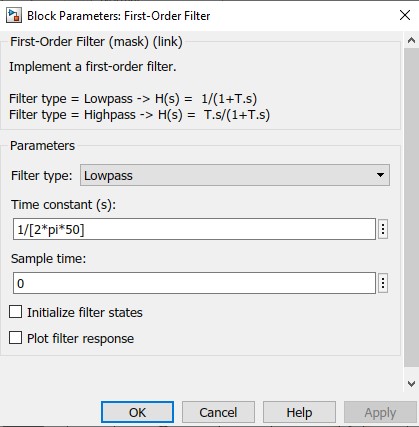 Block Parameters: First-Order Filter
First-Order Filter (mask) (link)
Implement a first-order filter.
Filter type = Lowpass -> H(s) =  1/(1+T.s)
Filter type = Highpass -> H(s) =  T.s/(1+T.s)
Parameters
Filter type: Lowpass
Time constant (s):
1/[2*pi*50]
Sample time:
0
Initialize filter states
Plot filter response
OK Cancel Help Apply